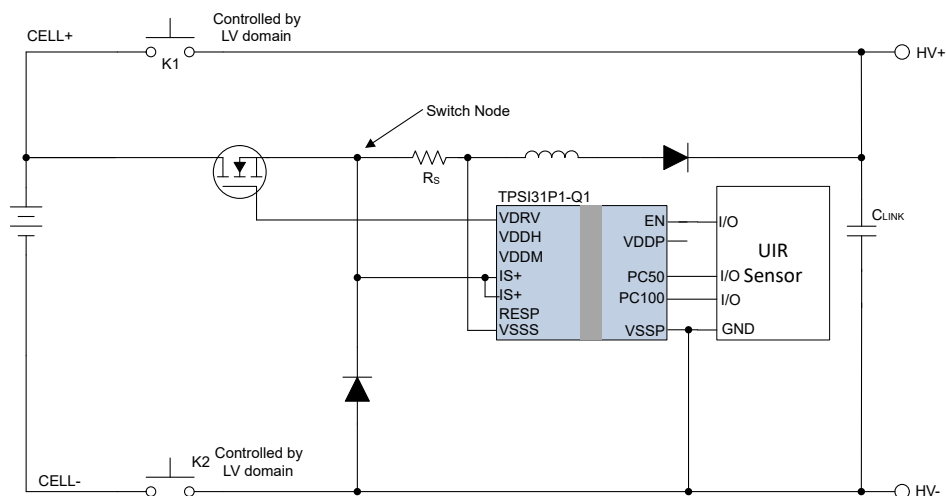 Controlled by
LV domain
CELL+
K1
HV+
Switch Node
RS
TPSI31P1-Q1
VDRV
VDDH
VDDM
IS+
IS+
RESP
VSSS
EN
VDDP
PC50
PC100
VSSP
I/O
UIR
Sensor
I/O
I/O
GND
CLINK
K2
Controlled by
LV domain
CELL-
HV-